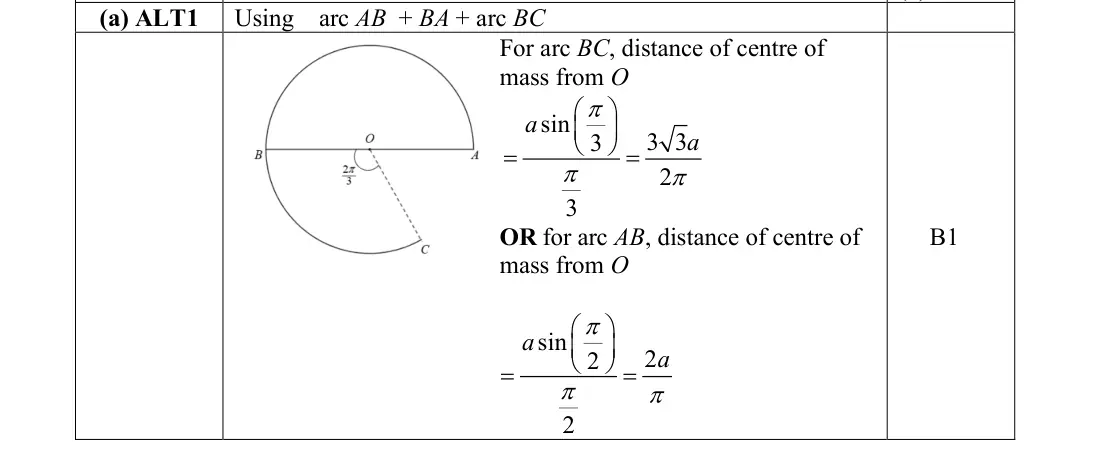 (a) ALT1 Using arc AB + BA + arc BC
For arc BC, distance of centre of
mass from O
= a sin(π/3) / (π/3) = 3√3a / 2π
O
B A
2π/3
C
OR for arc AB, distance of centre of B1
mass from O
= a sin(π/2) / (π/2) = 2a / π